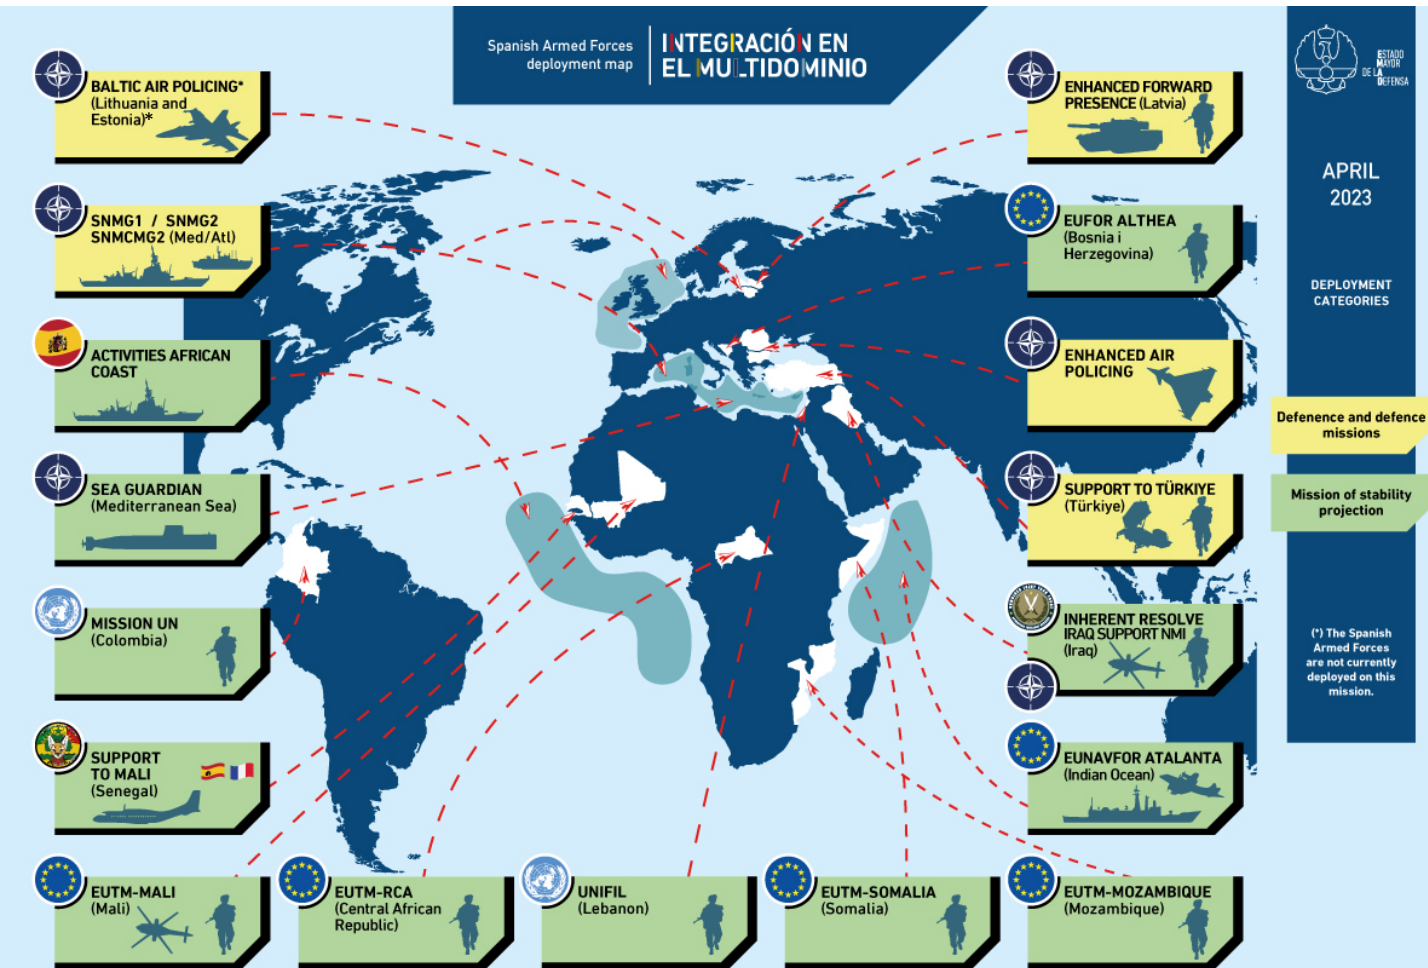 Spanish Armed Forces
deployment map
INTEGRACIÓN EN
EL MULTIDOMINIO
ESTADO
MAYOR
DE LA
DEFENSA
APRIL
2023
DEPLOYMENT
CATEGORIES
Defenence and defence
missions
Mission of stability
projection
(*) The Spanish
Armed Forces
are not currently
deployed on this
mission.
BALTIC AIR POLICING*
(Lithuania and
Estonia)*
SNMG1 / SNMG2
SNMCMG2 (Med/Atl)
ACTIVITIES AFRICAN
COAST
SEA GUARDIAN
(Mediterranean Sea)
MISSION UN
(Colombia)
SUPPORT
TO MALI
(Senegal)
EUTM-MALI
(Mali)
EUTM-RCA
(Central African
Republic)
UNIFIL
(Lebanon)
EUTM-SOMALIA
(Somalia)
EUTM-MOZAMBIQUE
(Mozambique)
ENHANCED FORWARD
PRESENCE (Latvia)
EUFOR ALTHEA
(Bosnia i
Herzegovina)
ENHANCED AIR
POLICING
SUPPORT TO TÜRKIYE
(Türkiye)
INHERENT RESOLVE
IRAQ SUPPORT NMI
(Iraq)
EUNAVFOR ATALANTA
(Indian Ocean)